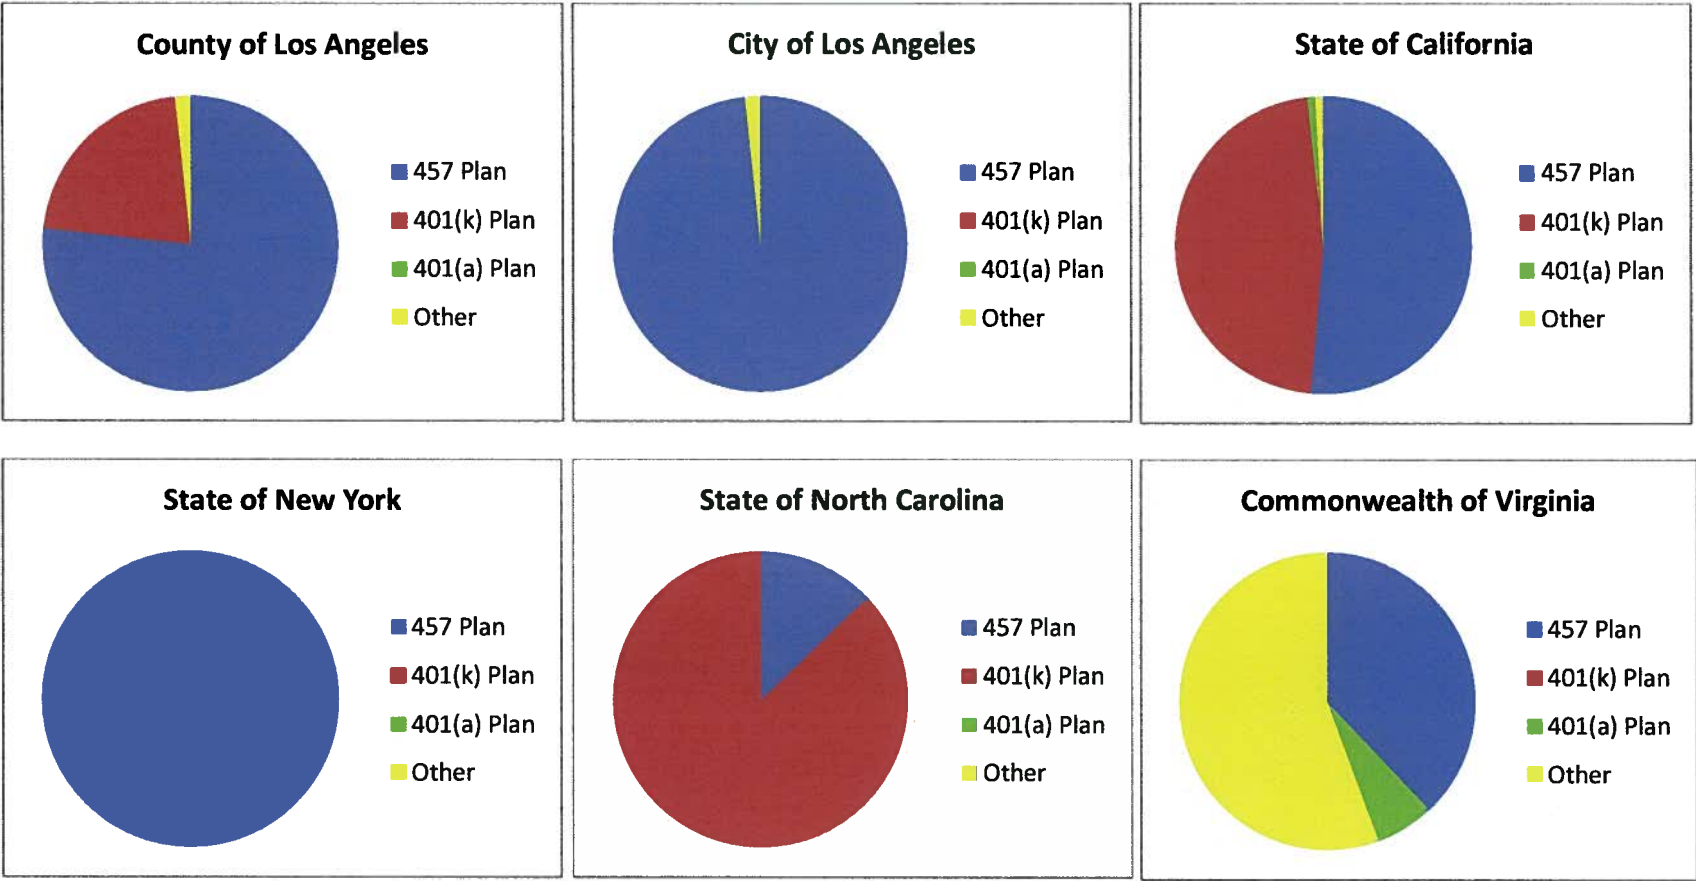 County of Los Angeles
457 Plan
401(k) Plan
401(a) Plan
Other
City of Los Angeles
457 Plan
401(k) Plan
401(a) Plan
Other
State of California
457 Plan
401(k) Plan
401(a) Plan
Other
State of New York
457 Plan
401(k) Plan
401(a) Plan
Other
State of North Carolina
457 Plan
401(k) Plan
401(a) Plan
Other
Commonwealth of Virginia
457 Plan
401(k) Plan
401(a) Plan
Other